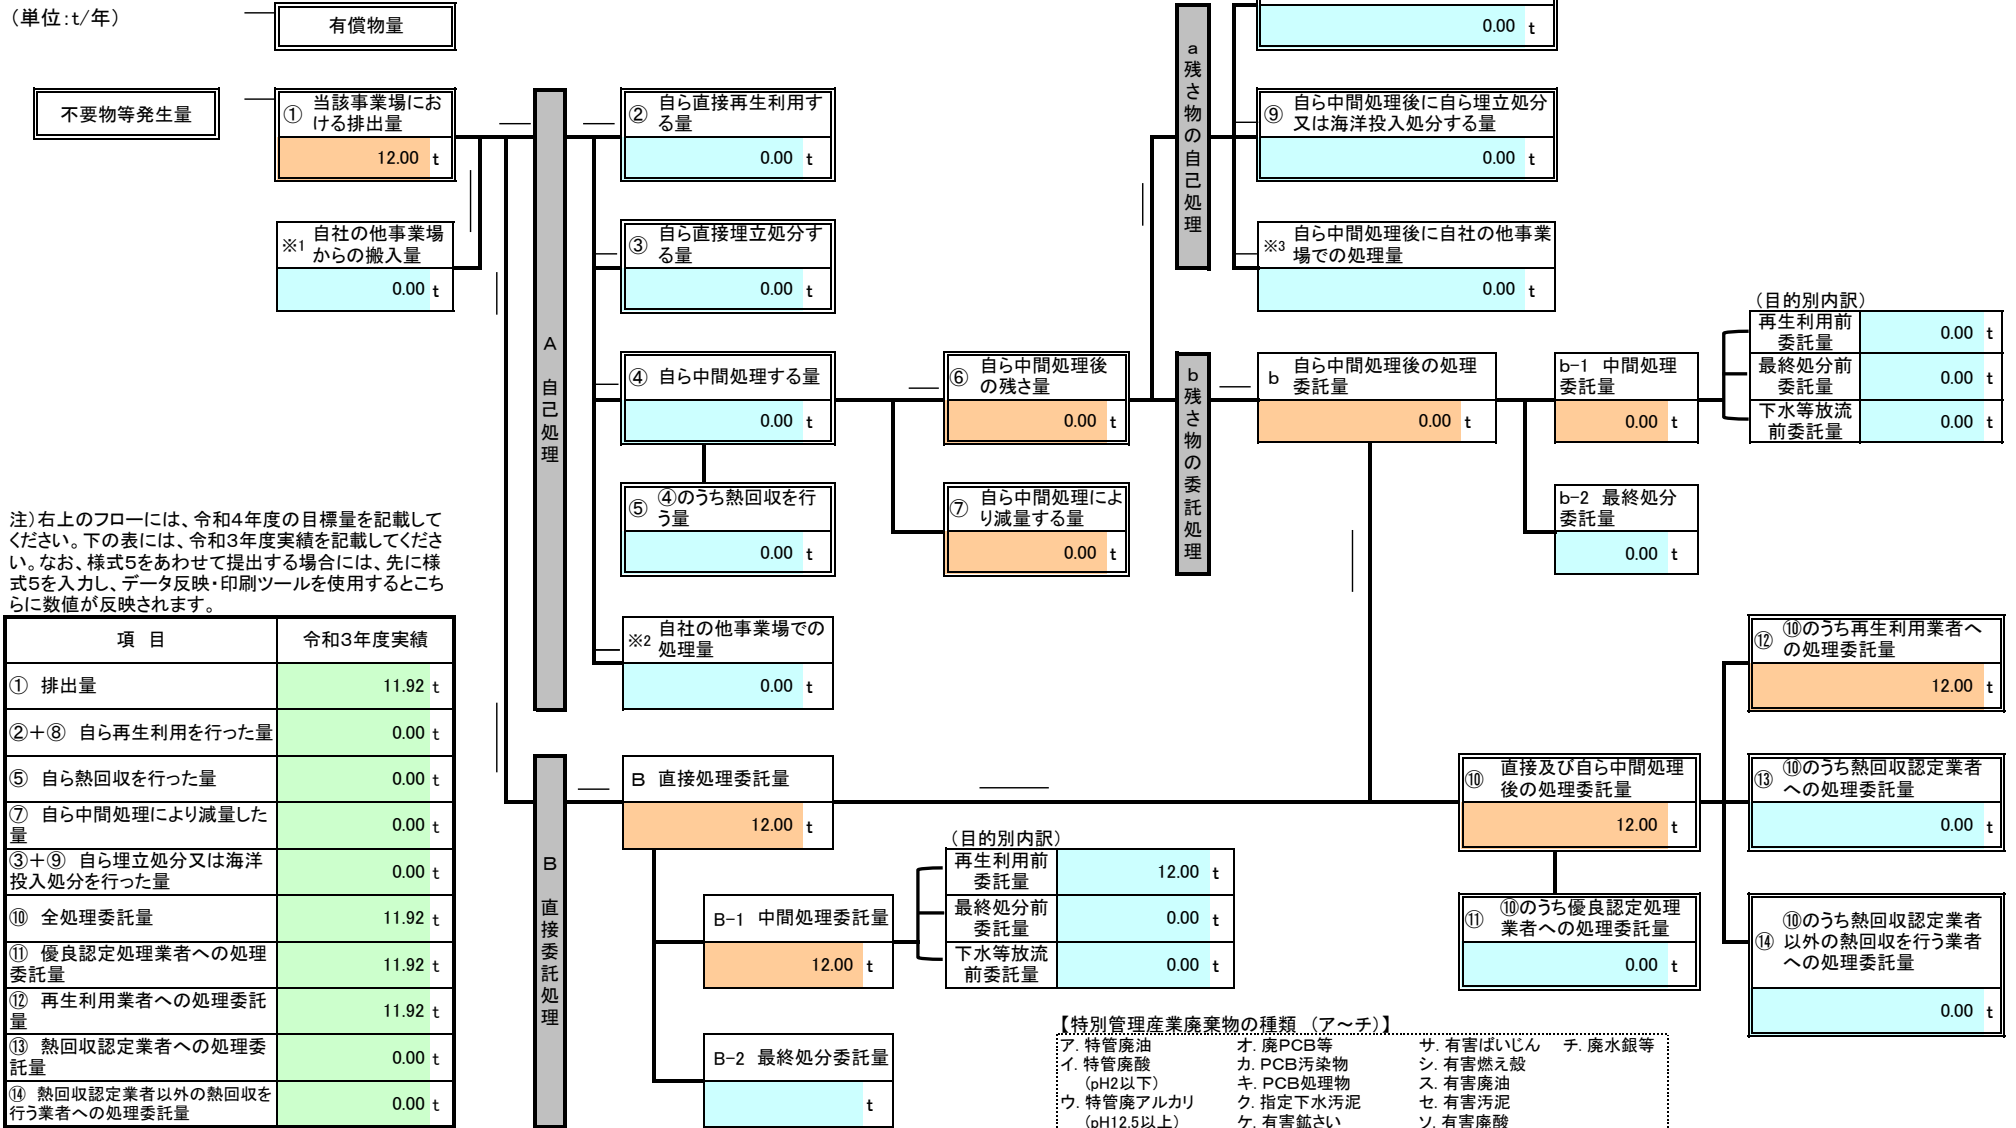 （単位：t/年）
有償物量
不要物等発生量
① 当該事業場にお
ける排出量
12.00 t
※1 自社の他事業場
からの搬入量
0.00 t
A 自己処理
② 自ら直接再生利用す
る量
0.00 t
③ 自ら直接埋立処分す
る量
0.00 t
④ 自ら中間処理する量
0.00 t
⑤ ④のうち熱回収を行
う量
0.00 t
※2 自社の他事業場での
処理量
0.00 t
⑥ 自ら中間処理後
の残さ量
0.00 t
⑦ 自ら中間処理によ
り減量する量
0.00 t
a 残さ物の自己処理
0.00 t
⑨ 自ら中間処理後に自ら埋立処分
又は海洋投入処分する量
0.00 t
※3 自ら中間処理後に自社の他事業
場での処理量
0.00 t
b 残さ物の委託処理
b 自ら中間処理後の処理
委託量
0.00 t
b-1 中間処理
委託量
0.00 t
b-2 最終処分
委託量
0.00 t
（目的別内訳）
再生利用前
委託量
0.00 t
最終処分前
委託量
0.00 t
下水等放流
前委託量
0.00 t
注）右上のフローには、令和4年度の目標量を記載して
ください。下の表には、令和3年度実績を記載してくださ
い。なお、様式5をあわせて提出する場合には、先に様
式5を入力し、データ反映・印刷ツールを使用するとこち
らに数値が反映されます。
項 目 令和3年度実績
① 排出量 11.92 t
②＋⑧ 自ら再生利用を行った量 0.00 t
⑤ 自ら熱回収を行った量 0.00 t
⑦ 自ら中間処理により減量した
量 0.00 t
③＋⑨ 自ら埋立処分又は海洋
投入処分を行った量 0.00 t
⑩ 全処理委託量 11.92 t
⑪ 優良認定処理業者への処理
委託量 11.92 t
⑫ 再生利用業者への処理委託
量 11.92 t
⑬ 熱回収認定業者への処理委
託量 0.00 t
⑭ 熱回収認定業者以外の熱回収を
行う業者への処理委託量 0.00 t
B 直接委託処理
B 直接処理委託量
12.00 t
B-1 中間処理委託量
12.00 t
B-2 最終処分委託量
t
（目的別内訳）
再生利用前
委託量
12.00 t
最終処分前
委託量
0.00 t
下水等放流
前委託量
0.00 t
⑩ 直接及び自ら中間処理
後の処理委託量
12.00 t
⑪ ⑩のうち優良認定処理
業者への処理委託量
0.00 t
⑫ ⑩のうち再生利用業者へ
の処理委託量
12.00 t
⑬ ⑩のうち熱回収認定業者
への処理委託量
0.00 t
⑭ ⑩のうち熱回収認定業者
以外の熱回収を行う業者
への処理委託量
0.00 t
【特別管理産業廃棄物の種類 （ア～チ）】
ア. 特管廃油 オ. 廃PCB等 サ. 有害ばいじん チ. 廃水銀等
イ. 特管廃酸 カ. PCB汚染物 シ. 有害燃え殻
（pH2以下） キ. PCB処理物 ス. 有害廃油
ウ. 特管廃アルカリ ク. 指定下水汚泥 セ. 有害汚泥
（pH12.5以上） ケ. 有害鉱さい ソ. 有害廃酸